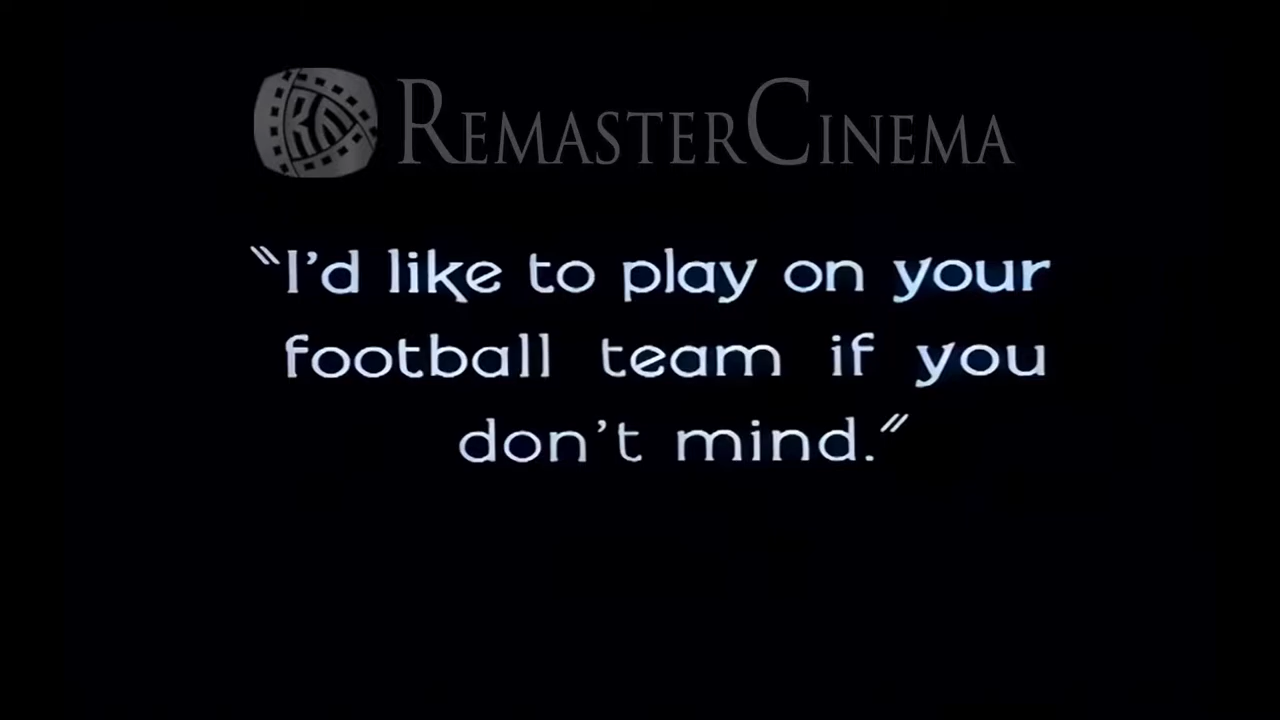 REMASTERCINEMA
"I'd like to play on your
football team if you
don't mind."